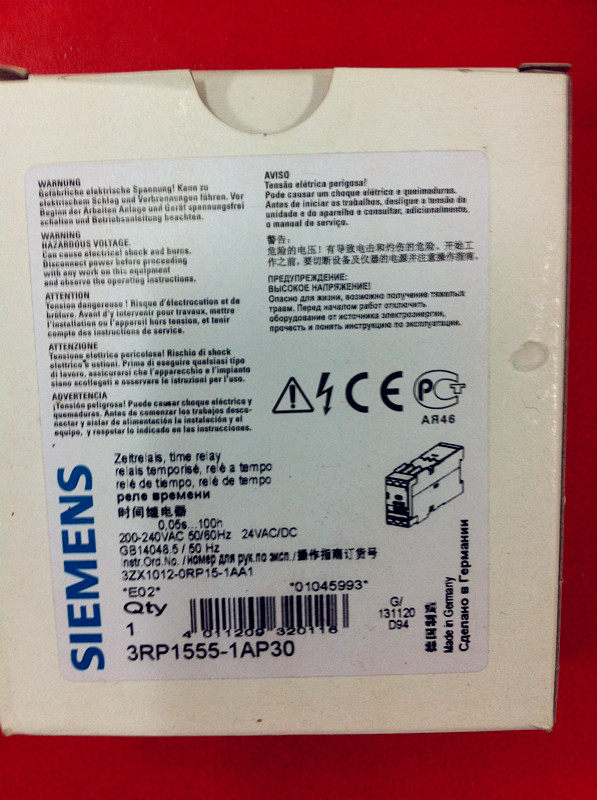 WARNUNG
Gefährliche elektrische Spannung! Kann zu
elektrischem Schlag und Verbrennungen führen. Vor
Beginn der Arbeiten Anlage und Gerät spannungsfrei
schalten und Betriebsanleitung beachten.
WARNING
HAZARDOUS VOLTAGE.
Can cause electrical shock and burns.
Disconnect power before proceeding
with any work on this equipment
and observe the operating instructions.
ATTENTION
Tension dangereuse ! Risque d'électrocution et de
brûlure. Avant d'y intervenir pour travaux, mettre
l'installation ou l'appareil hors tension, et tenir
compte des instructions de service.
ATTENZIONE
Tensione elettrica pericolosa! Rischio di shock
elettrico e ustioni. Prima di eseguire qualsiasi tipo
di lavoro, assicurarsi che l'apparecchio e l'impianto
siano scollegati e osservare le istruzioni per l'uso.
ADVERTENCIA
¡Tensión peligrosa! Puede causar choque eléctrico y
quemaduras. Antes de comenzar los trabajos desco-
nectar y aislar de alimentación la instalación y el
equipo, y respetar lo indicado en las instrucciones.
AVISO
Tensão elétrica perigosa!
Pode causar um choque elétrico e queimaduras.
Antes de iniciar os trabalhos, desligue a tensão da
unidade e do aparelho e consultar, adicionalmente,
o manual de serviço.
警告:
危险的电压！有导致电击和灼伤的危险。开始工
作之前，要切断设备及仪器的电源并注意操作指南。
ПРЕДУПРЕЖДЕНИЕ:
ВЫСОКОЕ НАПРЯЖЕНИЕ!
Опасно для жизни, возможно получение тяжелых
травм. Перед началом работ отключить
оборудование от источника электроэнергии,
прочесть и понять инструкцию по эксплуатации.
CE
АЯ46
SIEMENS
Zeitrelais, time relay
relais temporisé, relè a tempo
relé de tiempo, relé de tempo
реле времени
时间继电器
0,05s...100h
200-240VAC 50/60Hz 24VAC/DC
GB14048.5 / 50 Hz
Instr.Ord.No. / номер для рук.по эксп. / 操作指南订货号
3ZX1012-0RP15-1AA1
"E02" "01045993"
Qty
1
4 011209 320116
3RP1555-1AP30
G/
131120
D94
德国制造
Made in Germany
Сделано в Германии